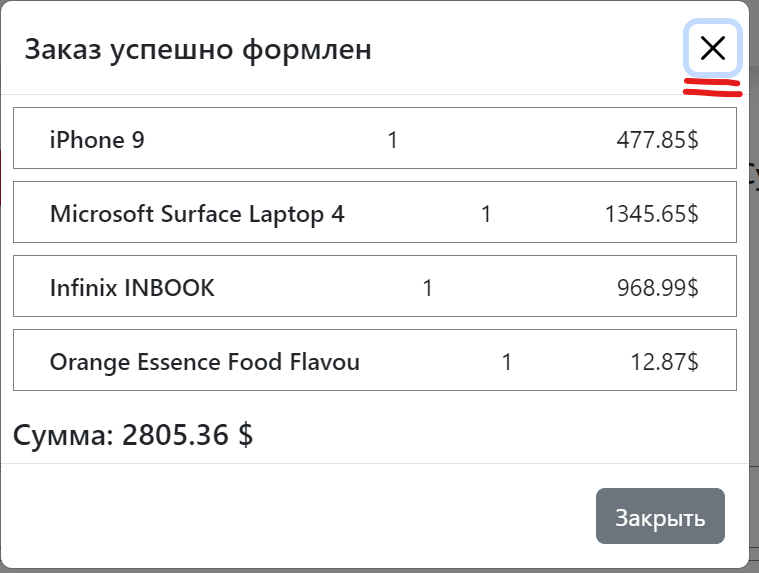 Заказ успешно формлен
iPhone 9 1 477.85$
Microsoft Surface Laptop 4 1 1345.65$
Infinix INBOOK 1 968.99$
Orange Essence Food Flavou 1 12.87$
Сумма: 2805.36 $
Закрыть